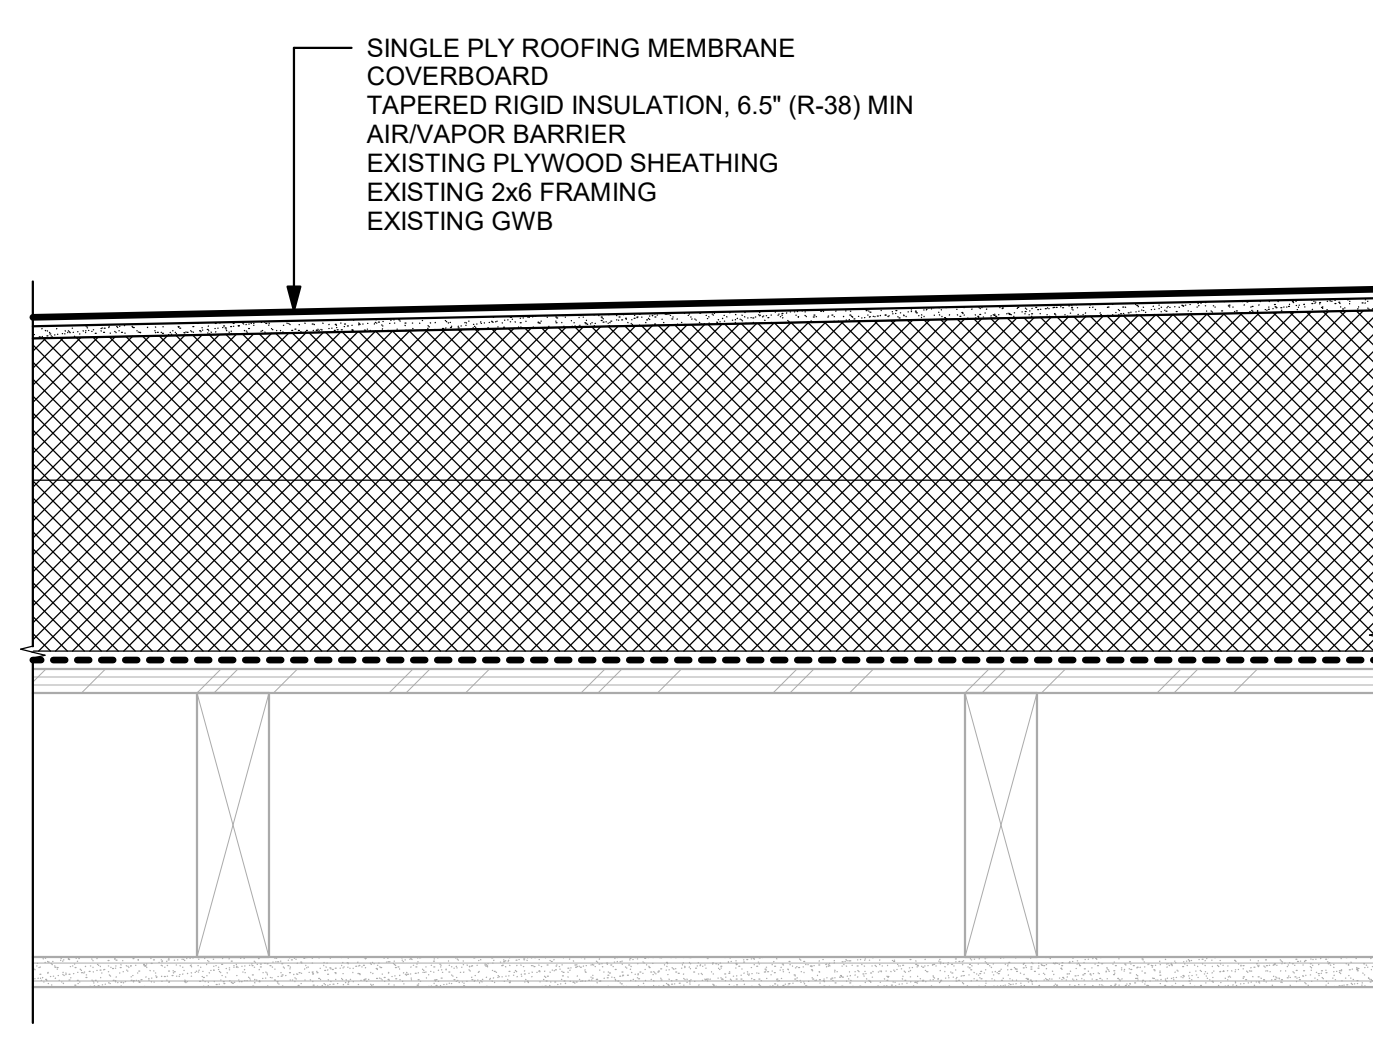 SINGLE PLY ROOFING MEMBRANE
COVERBOARD
TAPERED RIGID INSULATION, 6.5" (R-38) MIN
AIR/VAPOR BARRIER
EXISTING PLYWOOD SHEATHING
EXISTING 2x6 FRAMING
EXISTING GWB